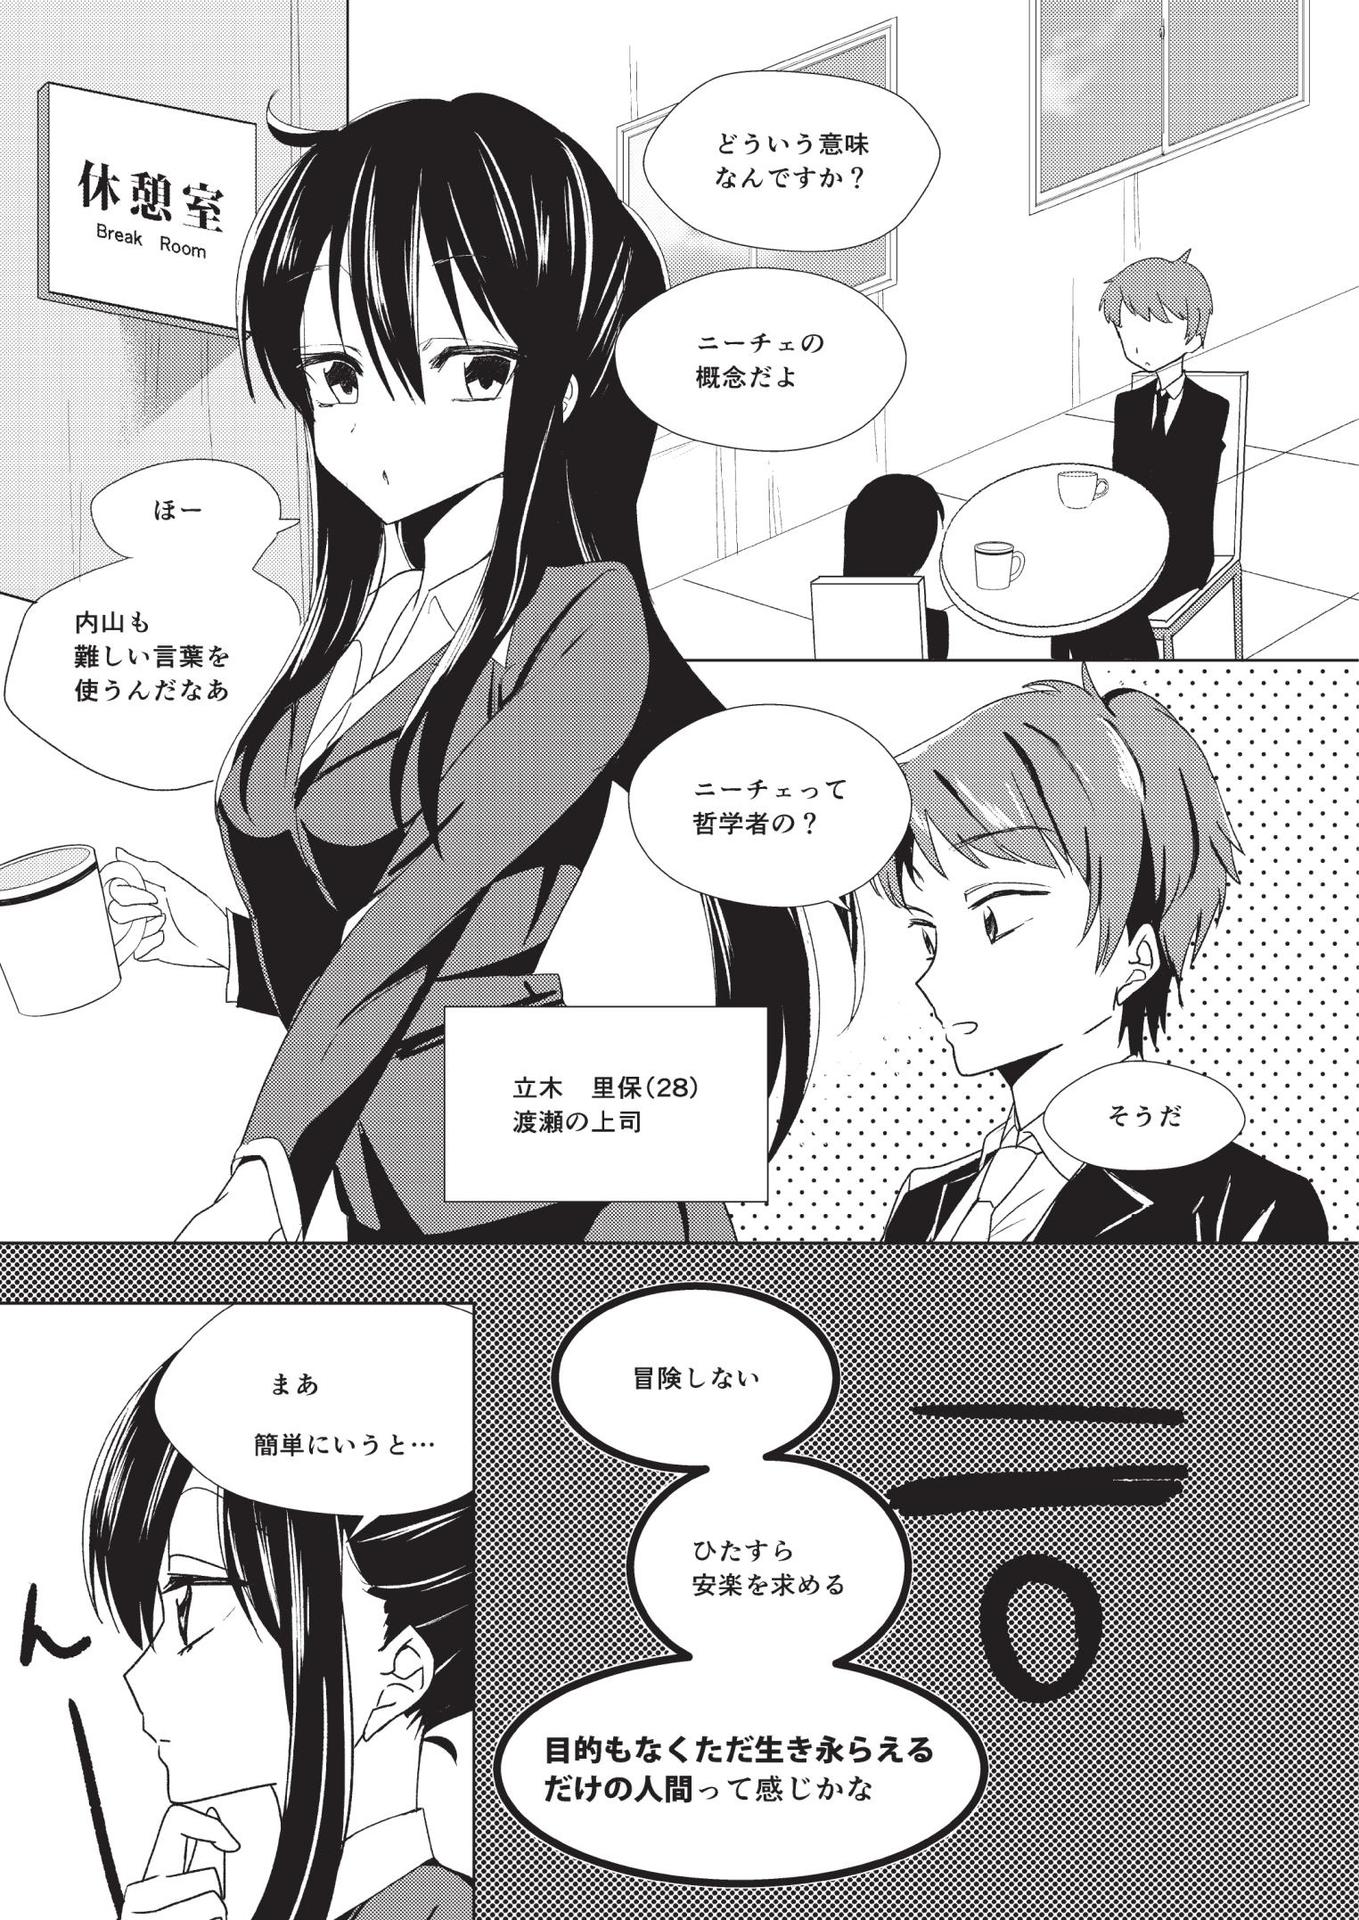 休憩室
Break Room
ほー
内山も
難しい言葉を
使うんだなあ
どういう意味
なんですか？
ニーチェの
概念だよ
ニーチェって
哲学者の？
そうだ
立木　里保(28)
渡瀬の上司
まあ
簡単にいうと…
んー
冒険しない
ひたすら
安楽を求める
目的もなくただ生き永らえる
だけの人間って感じかな